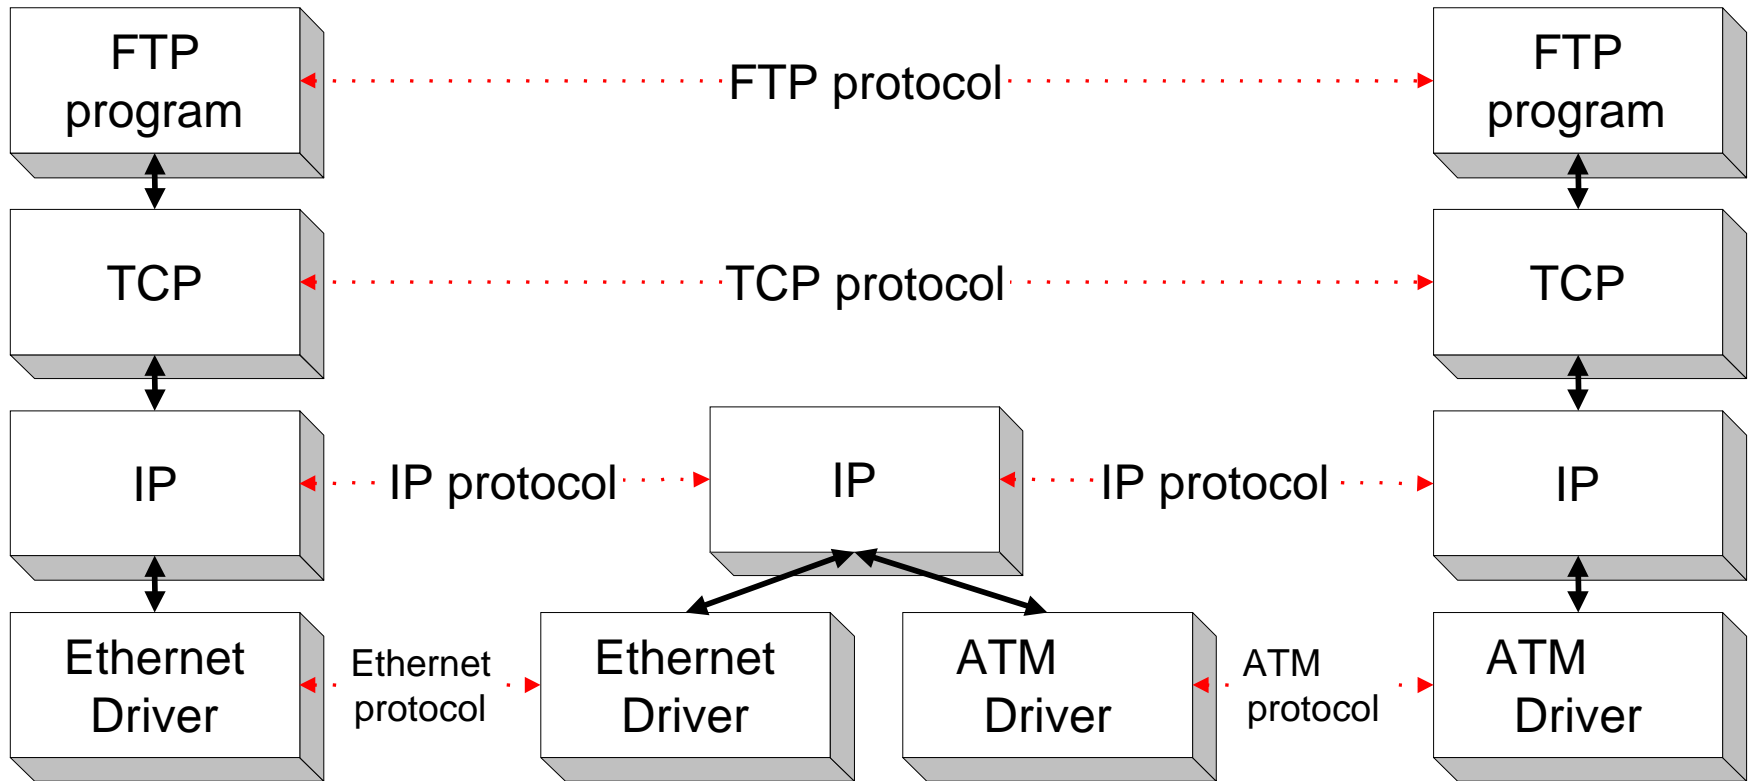 FTP
program
FTP protocol
FTP
program
TCP
TCP protocol
TCP
IP
IP protocol
IP
IP protocol
IP
Ethernet
Driver
Ethernet
protocol
Ethernet
Driver
ATM
Driver
ATM
protocol
ATM
Driver